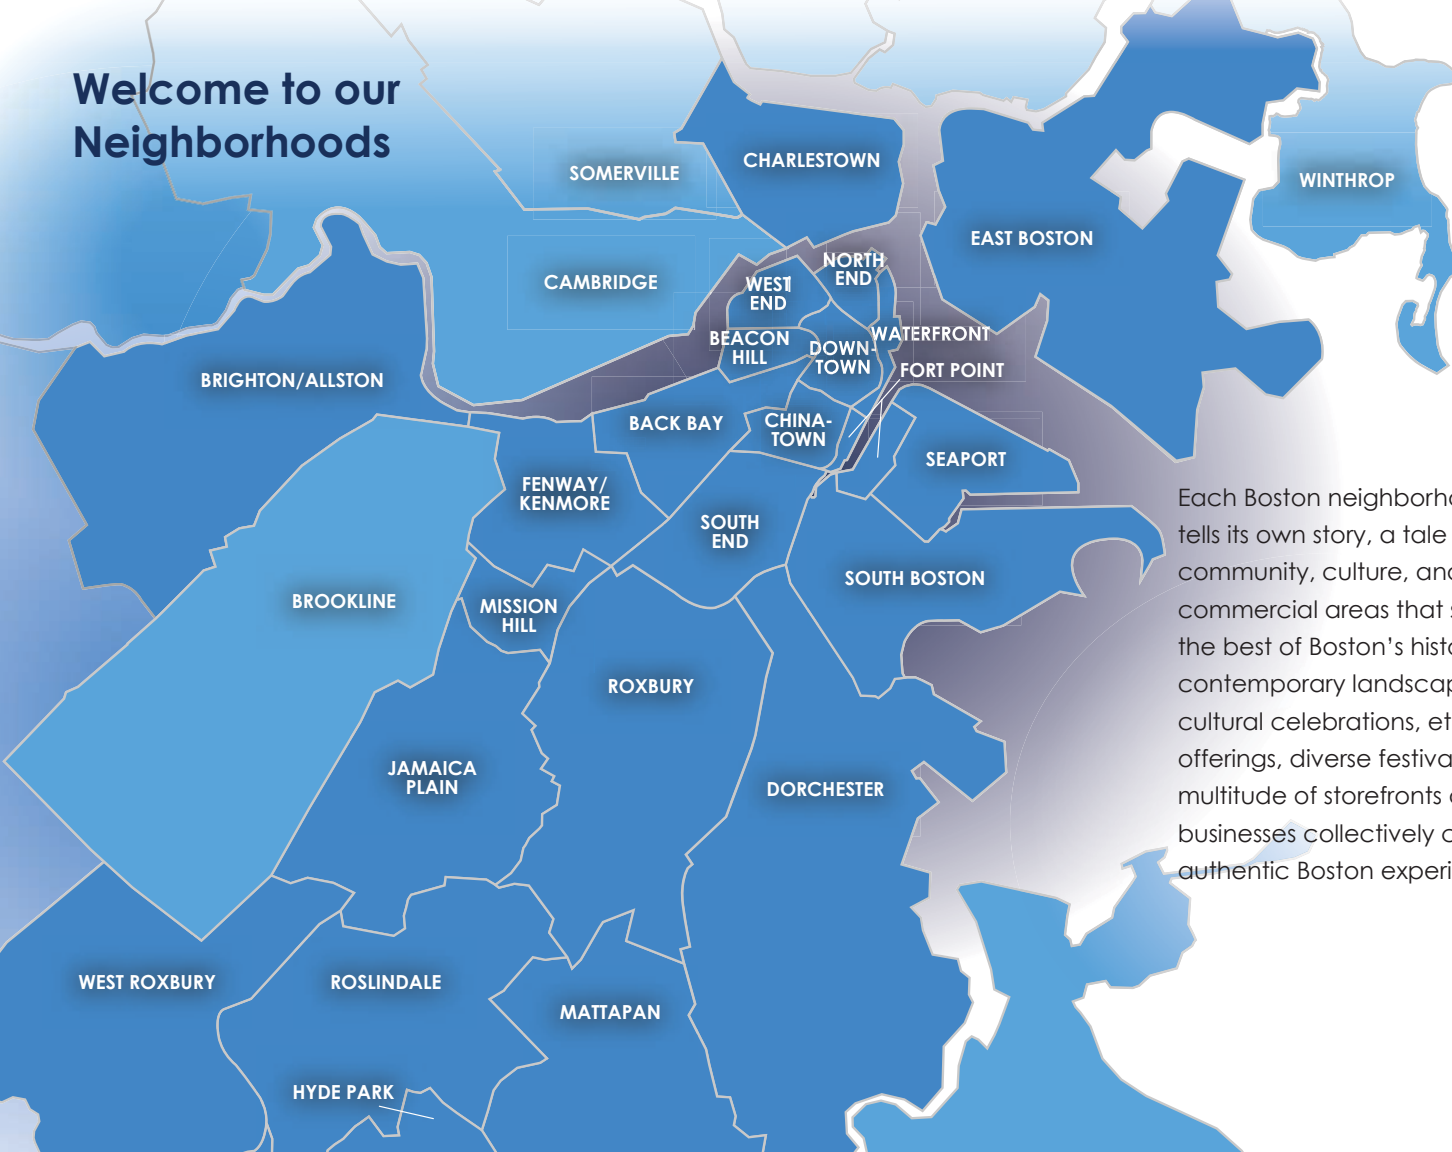 Welcome to our
Neighborhoods
SOMERVILLE
CHARLESTOWN
WINTHROP
EAST BOSTON
CAMBRIDGE
NORTH
END
WEST
END
WATERFRONT
BEACON
HILL
DOWN-
TOWN
FORT POINT
BRIGHTON/ALLSTON
BACK BAY
CHINA-
TOWN
SEAPORT
FENWAY/
KENMORE
SOUTH
END
SOUTH BOSTON
BROOKLINE
MISSION
HILL
ROXBURY
JAMAICA
PLAIN
DORCHESTER
WEST ROXBURY
ROSLINDALE
MATTAPAN
HYDE PARK
Each Boston
tells its own story, a tale
community, culture, and
commercial areas that
the best of Boston's
contemporary
cultural celebrations,
offerings, diverse
multitude of storefronts
businesses collectively
authentic Boston